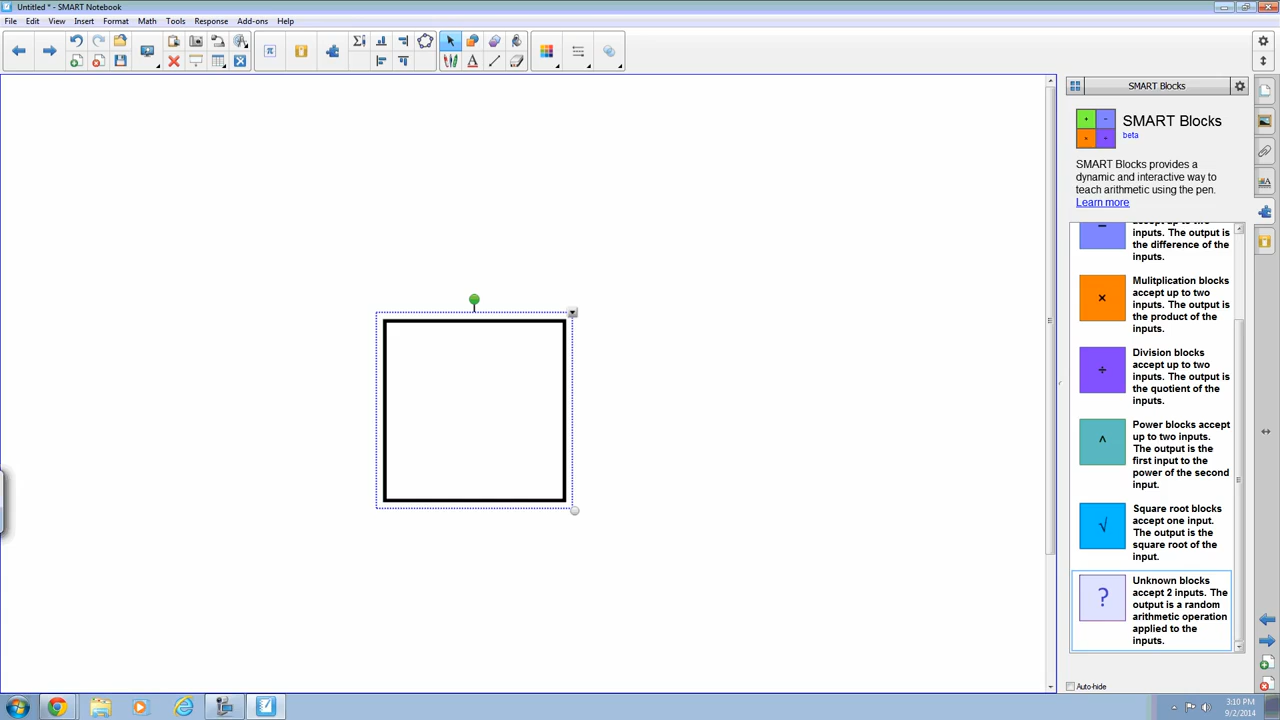 Untitled * - SMART Notebook
File Edit View Insert Format Math Tools Response Add-ons Help
SMART Blocks
SMART Blocks
beta
SMART Blocks provides a
dynamic and interactive way to
teach arithmetic using the pen.
Learn more
accept up to two
inputs. The output is
the difference of the
inputs.
Mulitplication blocks
accept up to two
inputs. The output is
the product of the
inputs.
Division blocks
accept up to two
inputs. The output is
the quotient of the
inputs.
Power blocks accept
up to two inputs.
The output is the
first input to the
power of the second
input.
Square root blocks
accept one input.
The output is the
square root of the
input.
Unknown blocks
accept 2 inputs. The
output is a random
arithmetic operation
applied to the
inputs.
Auto-hide
3:10 PM
9/2/2014